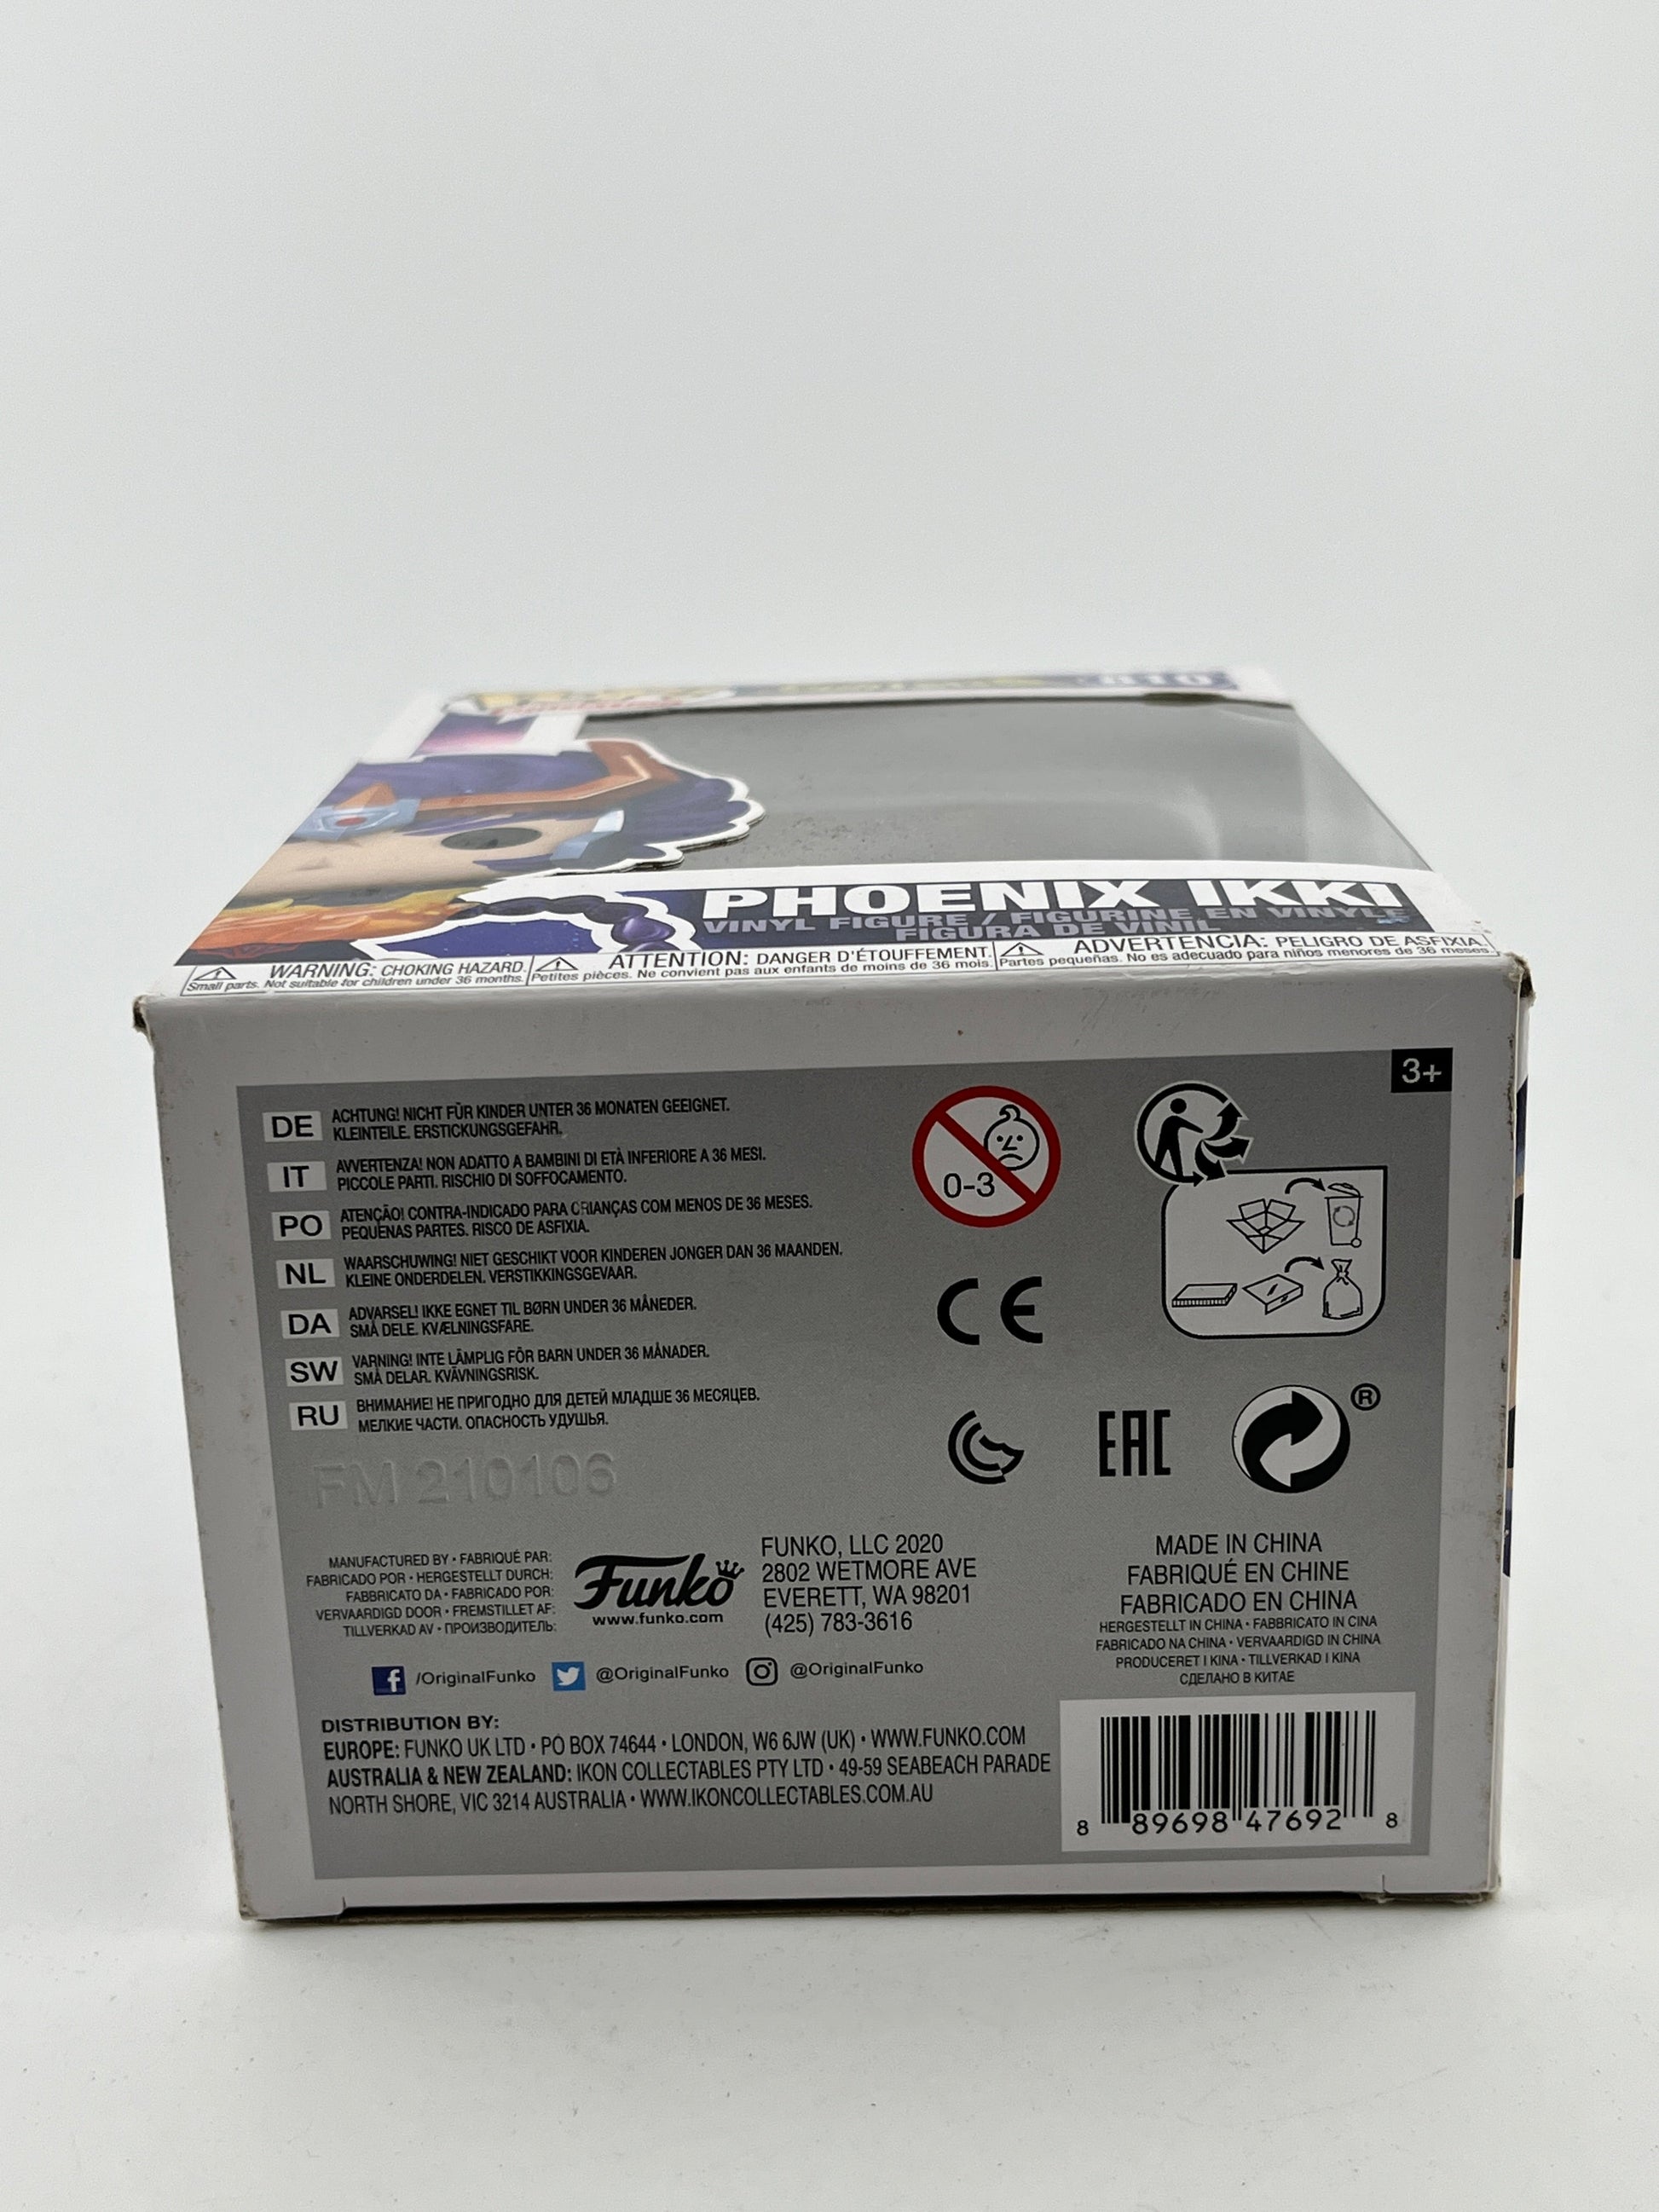 810
PHOENIX IKKI
VINYL FIGURE / FIGURINE EN VINYLE
FIGURA DE VINIL
WARNING: CHOKING HAZARD.
Small parts. Not suitable for children under 36 months.
ATTENTION: DANGER D'ÉTOUFFEMENT.
Petites pièces. Ne convient pas aux enfants de moins de 36 mois.
ADVERTENCIA: PELIGRO DE ASFIXIA.
Partes pequeñas. No es adecuado para niños menores de 36 meses.
3+
DE ACHTUNG! NICHT FÜR KINDER UNTER 36 MONATEN GEEIGNET.
KLEINTEILE. ERSTICKUNGSGEFAHR.
IT AVVERTENZA! NON ADATTO A BAMBINI DI ETÀ INFERIORE A 36 MESI.
PICCOLE PARTI. RISCHIO DI SOFFOCAMENTO.
PO ATENÇÃO! CONTRA-INDICADO PARA CRIANÇAS COM MENOS DE 36 MESES.
PEQUENAS PARTES. RISCO DE ASFIXIA.
NL WAARSCHUWING! NIET GESCHIKT VOOR KINDEREN JONGER DAN 36 MAANDEN.
KLEINE ONDERDELEN. VERSTIKKINGSGEVAAR.
DA ADVARSEL! IKKE EGNET TIL BØRN UNDER 36 MÅNEDER.
SMÅ DELE. KVÆLNINGSFARE.
SW VARNING! INTE LÄMPLIG FÖR BARN UNDER 36 MÅNADER.
SMÅ DELAR. KVÄVNINGSRISK.
RU ВНИМАНИЕ! НЕ ПРИГОДНО ДЛЯ ДЕТЕЙ МЛАДШЕ 36 МЕСЯЦЕВ.
МЕЛКИЕ ЧАСТИ. ОПАСНОСТЬ УДУШЬЯ.
0-3
CE
EAC
®
FM 210106
MANUFACTURED BY • FABRIQUÉ PAR:
FABRICADO POR • HERGESTELLT DURCH:
FABBRICATO DA • FABRICADO POR:
VERVAARDIGD DOOR • FREMSTILLET AF:
TILLVERKAD AV • ПРОИЗВОДИТЕЛЬ:
Funko
www.funko.com
FUNKO, LLC 2020
2802 WETMORE AVE
EVERETT, WA 98201
(425) 783-3616
MADE IN CHINA
FABRIQUÉ EN CHINE
FABRICADO EN CHINA
HERGESTELLT IN CHINA • FABBRICATO IN CINA
FABRICADO NA CHINA • VERVAARDIGD IN CHINA
PRODUCERET I KINA • TILLVERKAD I KINA
СДЕЛАНО В КИТАЕ
/OriginalFunko @OriginalFunko @OriginalFunko
DISTRIBUTION BY:
EUROPE: FUNKO UK LTD • PO BOX 74644 • LONDON, W6 6JW (UK) • WWW.FUNKO.COM
AUSTRALIA & NEW ZEALAND: IKON COLLECTABLES PTY LTD • 49-59 SEABEACH PARADE
NORTH SHORE, VIC 3214 AUSTRALIA • WWW.IKONCOLLECTABLES.COM.AU
8 89698 47692 8